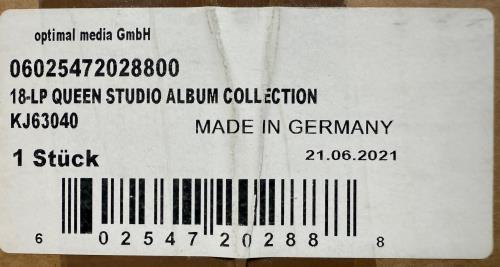 optimal media GmbH
06025472028800
18-LP QUEEN STUDIO ALBUM COLLECTION
KJ63040
MADE IN GERMANY
1 Stück
21.06.2021
6 02547 20288 8